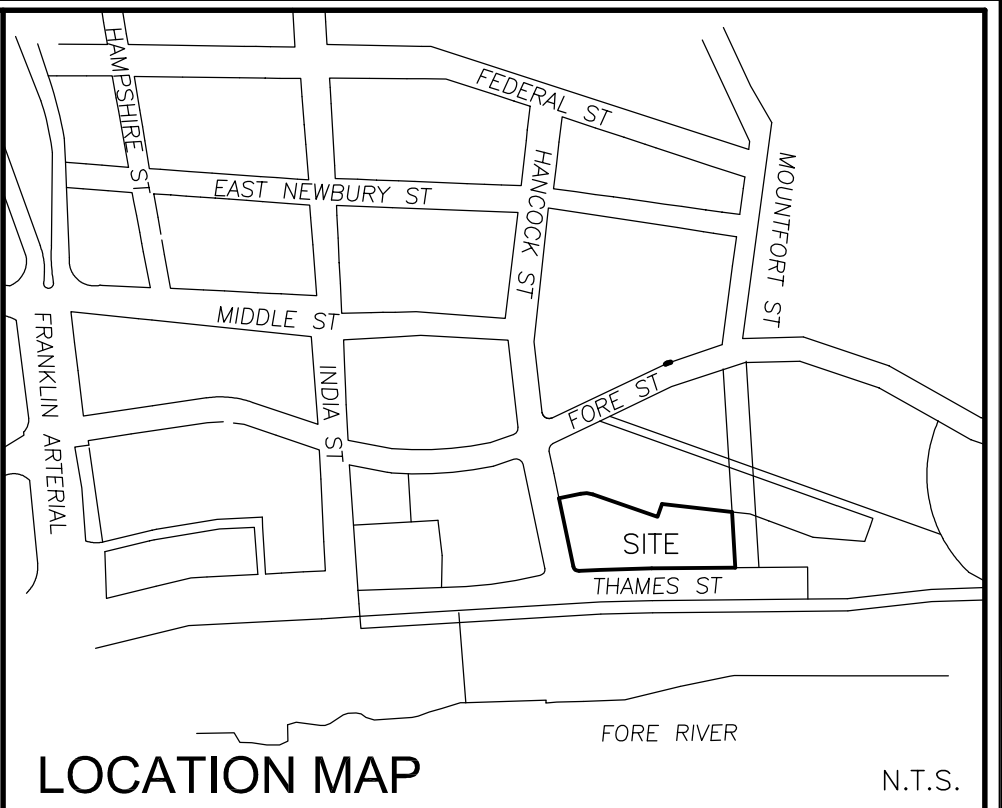 HAMPSHIRE ST
FEDERAL ST
EAST NEWBURY ST
HANCOCK ST
MOUNTFORT ST
MIDDLE ST
FRANKLIN ARTERIAL
INDIA ST
FORE ST
SITE
THAMES ST
FORE RIVER
LOCATION MAP
N.T.S.